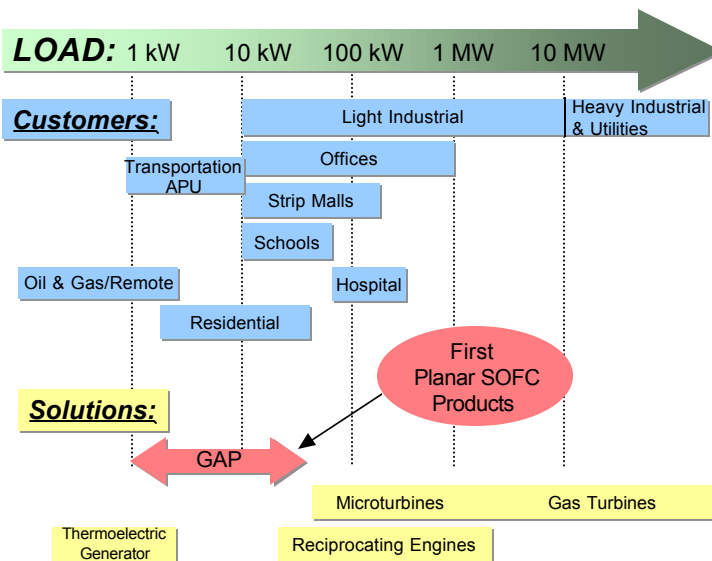 LOAD: 1 kW 10 kW 100 kW 1 MW 10 MW
Customers:
Light Industrial
Heavy Industrial
& Utilities
Offices
Transportation
APU
Strip Malls
Schools
Oil & Gas/Remote
Hospital
Residential
First
Planar SOFC
Products
Solutions:
GAP
Microturbines
Gas Turbines
Thermoelectric
Generator
Reciprocating Engines